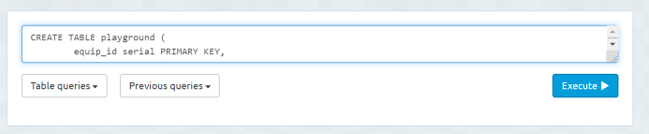 CREATE TABLE playground (
equip_id serial PRIMARY KEY,
Table queries
Previous queries
Execute